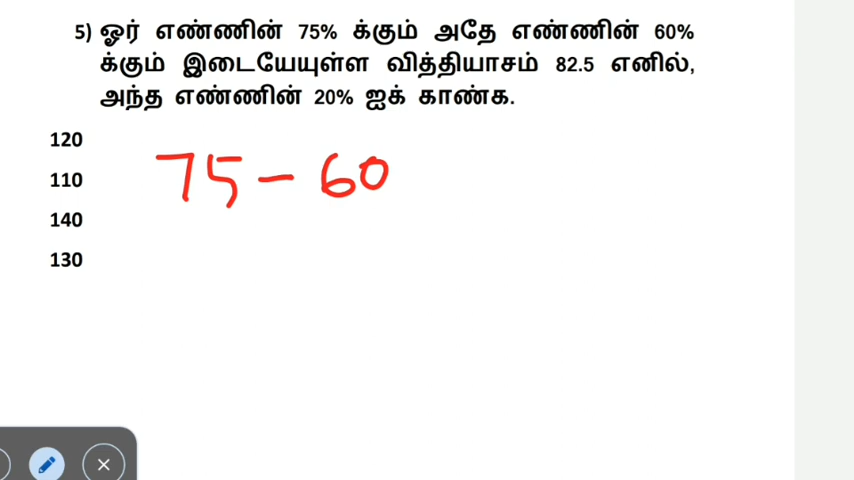 5) ஓர் எண்ணின் 75% க்கும் அதே எண்ணின் 60%
க்கும் இடையேயுள்ள வித்தியாசம் 82.5 எனில்,
அந்த எண்ணின் 20% ஐக் காண்க.
120
110
140
130
75 - 60